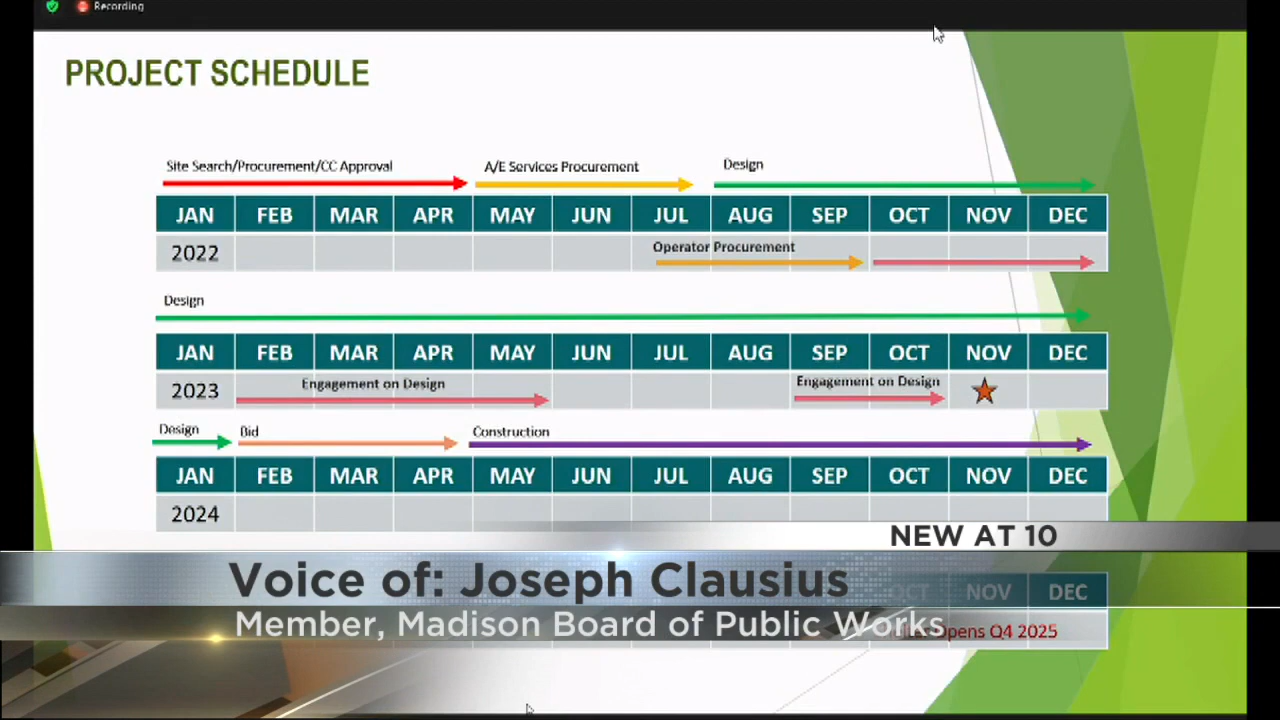 Recording
PROJECT SCHEDULE
Site Search/Procurement/CC Approval
A/E Services Procurement
Design
JAN FEB MAR APR MAY JUN JUL AUG SEP OCT NOV DEC
2022
Operator Procurement
Design
JAN FEB MAR APR MAY JUN JUL AUG SEP OCT NOV DEC
2023
Engagement on Design
Engagement on Design
Design
Bid
Construction
JAN FEB MAR APR MAY JUN JUL AUG SEP OCT NOV DEC
2024
NEW AT 10
Voice of: Joseph Clausius
OCT NOV DEC
Member, Madison Board of Public Works
Opens Q4 2025